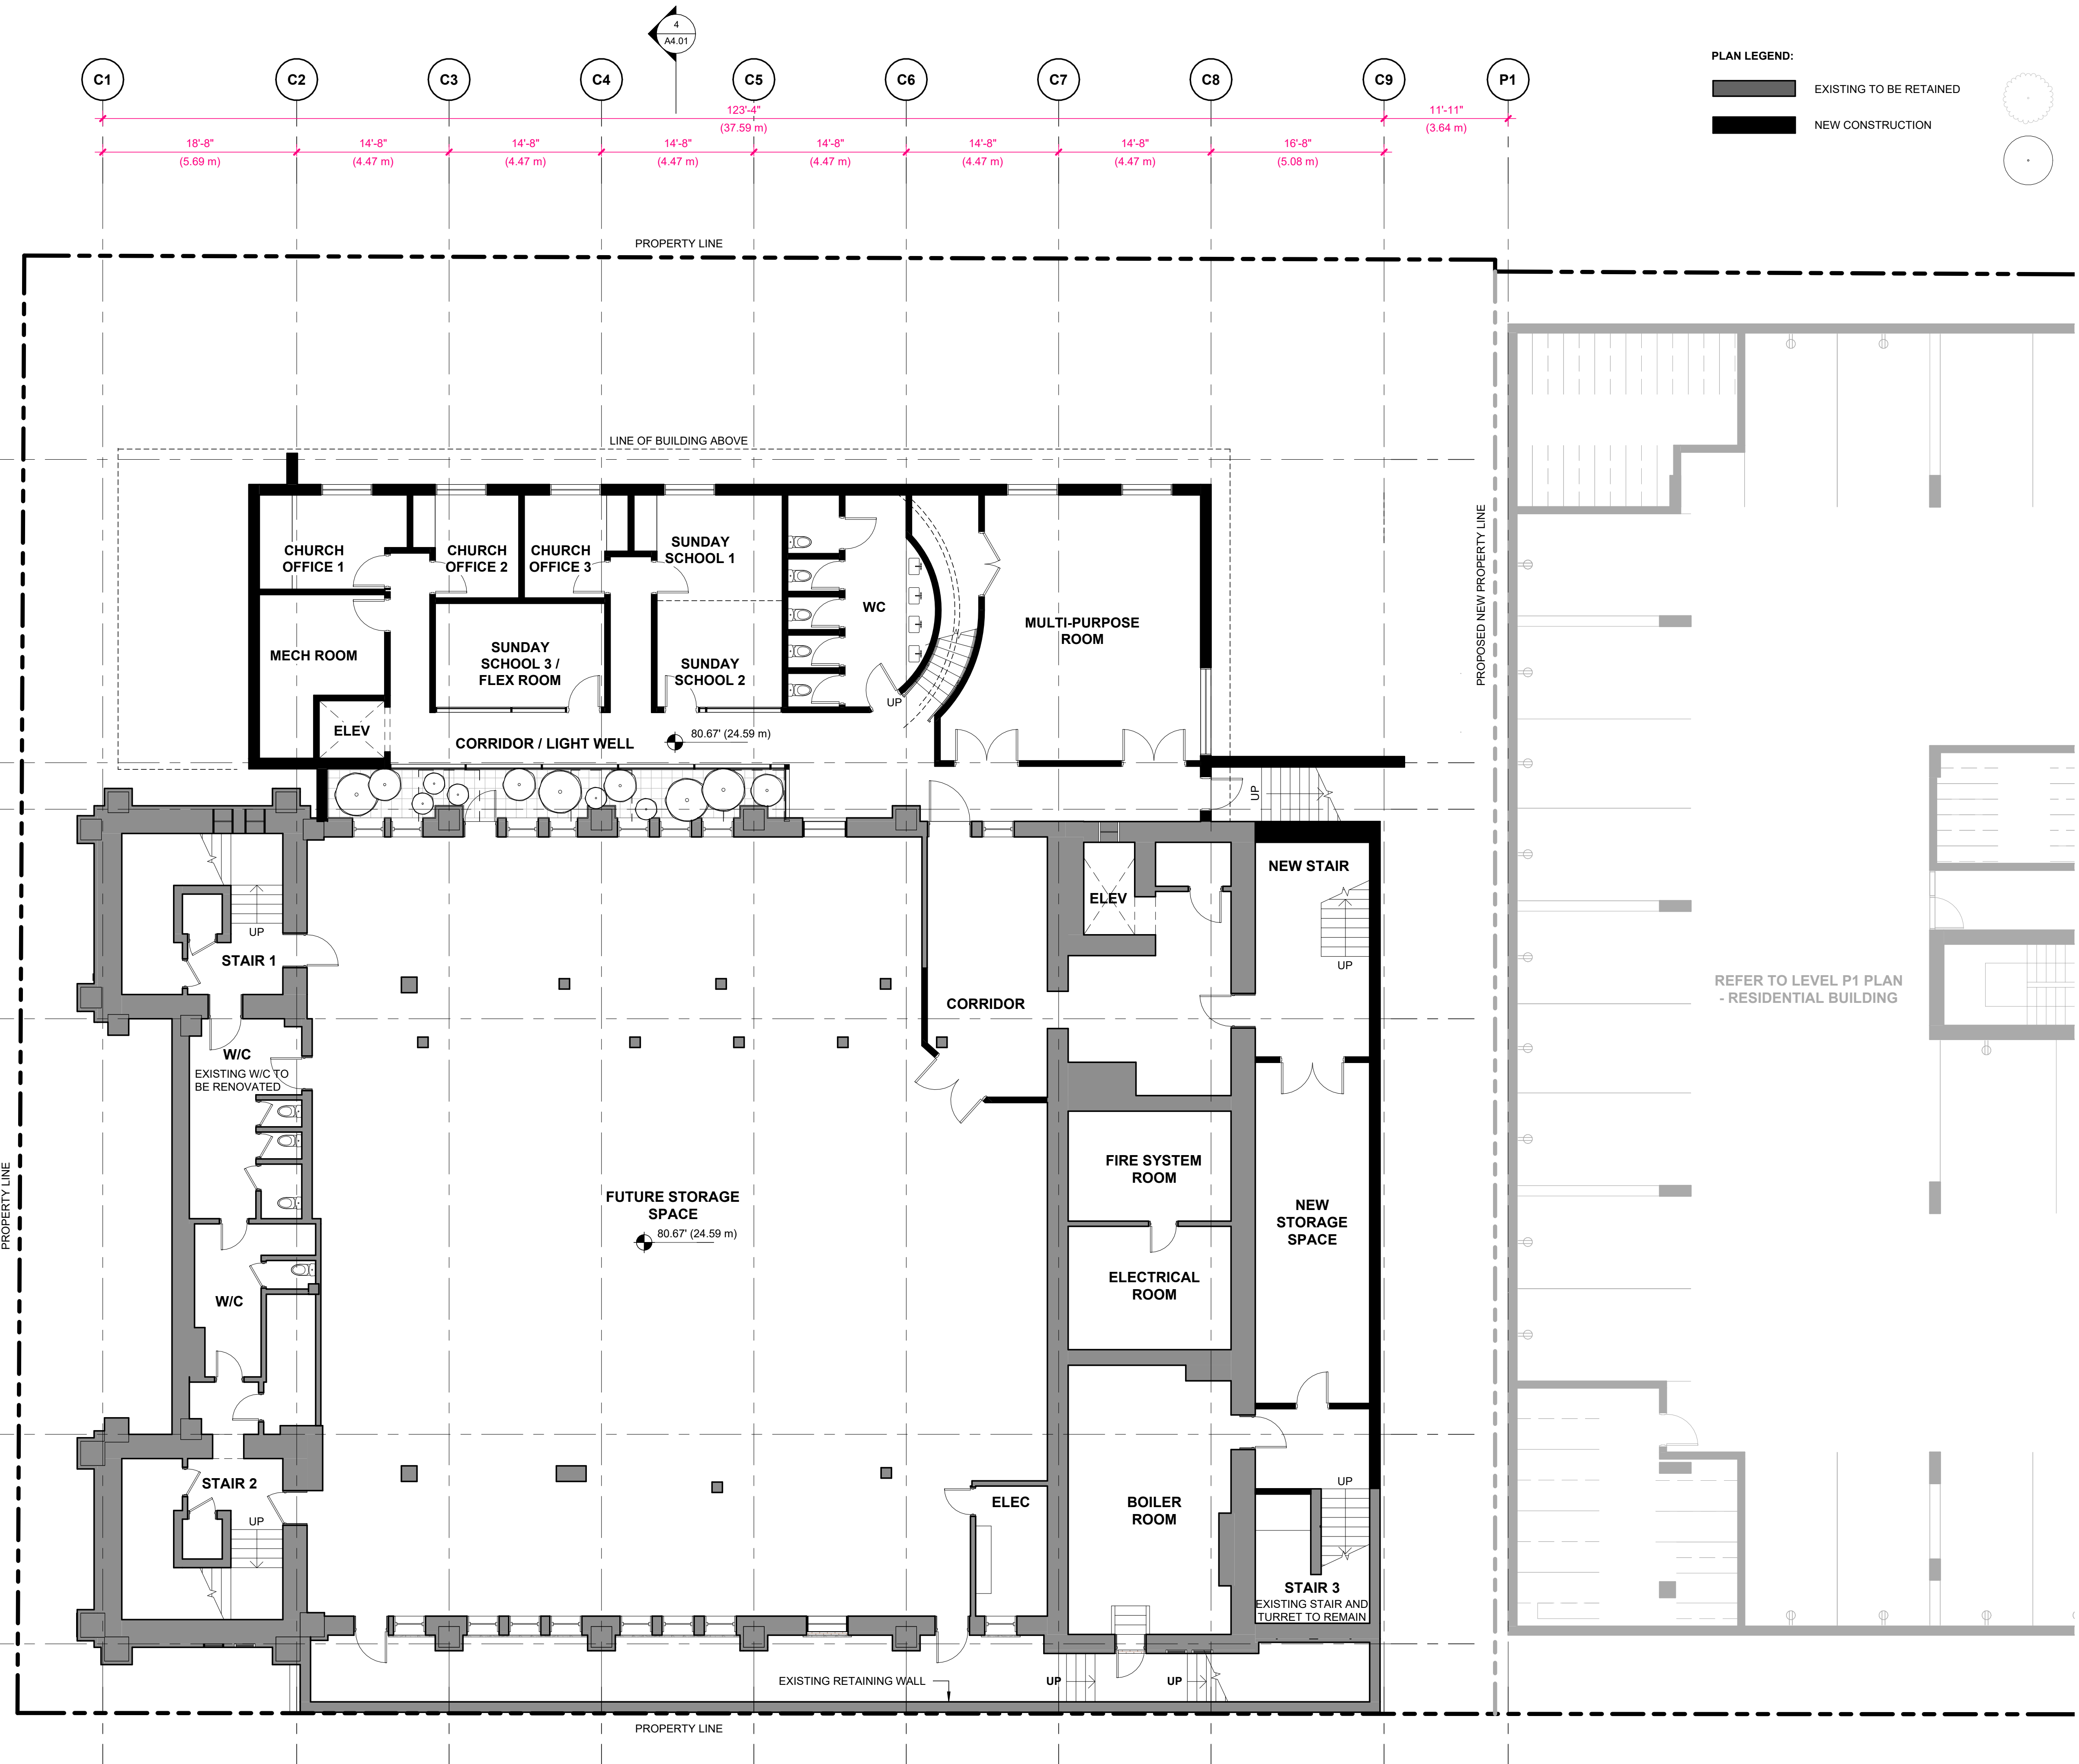 4
A4.01
C1 C2 C3 C4 C5 C6 C7 C8 C9 P1
PLAN LEGEND:
EXISTING TO BE RETAINED
NEW CONSTRUCTION
123'-4" 11'-11"
(37.59 m) (3.64 m)
18'-8" 14'-8" 14'-8" 14'-8" 14'-8" 14'-8" 14'-8" 16'-8"
(5.69 m) (4.47 m) (4.47 m) (4.47 m) (4.47 m) (4.47 m) (4.47 m) (5.08 m)
PROPERTY LINE
LINE OF BUILDING ABOVE
PROPOSED NEW PROPERTY LINE
CHURCH
OFFICE 1
CHURCH
OFFICE 2
CHURCH
OFFICE 3
SUNDAY
SCHOOL 1
WC
MULTI-PURPOSE
ROOM
MECH ROOM
SUNDAY
SCHOOL 3 /
FLEX ROOM
SUNDAY
SCHOOL 2
UP
ELEV
CORRIDOR / LIGHT WELL
80.67' (24.59 m)
UP
NEW STAIR
ELEV
UP
STAIR 1
UP
CORRIDOR
REFER TO LEVEL P1 PLAN
- RESIDENTIAL BUILDING
W/C
EXISTING W/C TO
BE RENOVATED
FIRE SYSTEM
ROOM
PROPERTY LINE
FUTURE STORAGE
SPACE
80.67' (24.59 m)
NEW
STORAGE
SPACE
ELECTRICAL
ROOM
W/C
STAIR 2
UP
UP
ELEC
BOILER
ROOM
STAIR 3
EXISTING STAIR AND
TURRET TO REMAIN
EXISTING RETAINING WALL
UP
UP
PROPERTY LINE